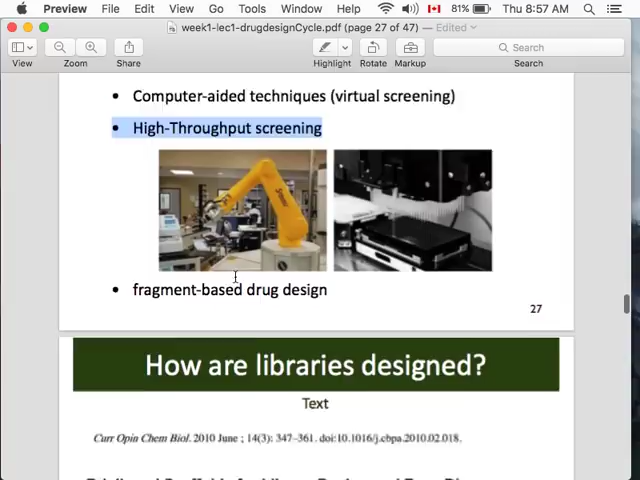 Preview File Edit View Go Tools Window Help 81% Thu 8:57 AM
week1-lec1-drugdesignCycle.pdf (page 27 of 47) — Edited
Search
View Zoom Share Highlight Rotate Markup Search
• Computer-aided techniques (virtual screening)
• High-Throughput screening
• fragment-based drug design
27
How are libraries designed?
Text
Curr Opin Chem Biol. 2010 June ; 14(3): 347–361. doi:10.1016/j.cbpa.2010.02.018.